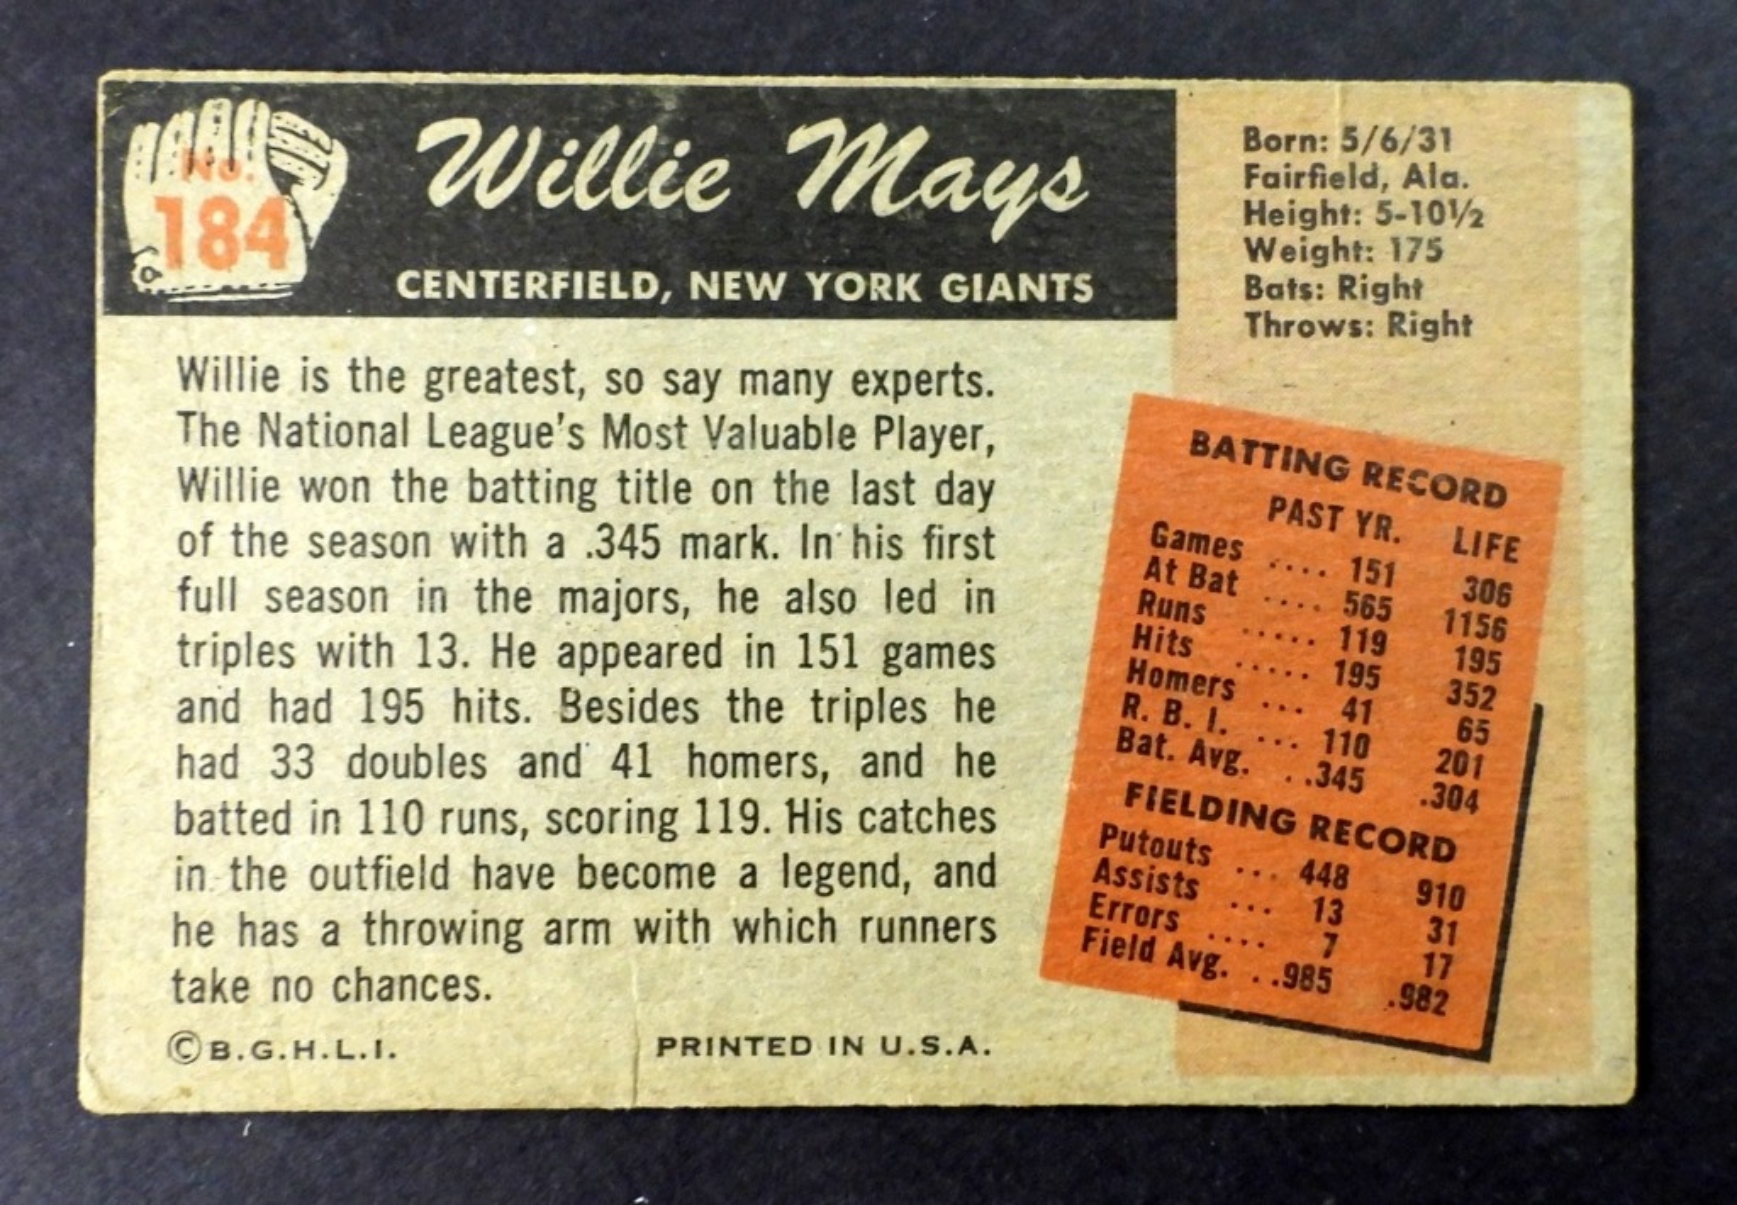 No.
184
Willie Mays
CENTERFIELD, NEW YORK GIANTS
Born: 5/6/31
Fairfield, Ala.
Height: 5-10½
Weight: 175
Bats: Right
Throws: Right
Willie is the greatest, so say many experts.
The National League's Most Valuable Player,
Willie won the batting title on the last day
of the season with a .345 mark. In his first
full season in the majors, he also led in
triples with 13. He appeared in 151 games
and had 195 hits. Besides the triples he
had 33 doubles and 41 homers, and he
batted in 110 runs, scoring 119. His catches
in the outfield have become a legend, and
he has a throwing arm with which runners
take no chances.
©B.G.H.L.I.
PRINTED IN U.S.A.
BATTING RECORD
PAST YR. LIFE
Games .... 151 306
At Bat .... 565 1156
Runs ..... 119 195
Hits ..... 195 352
Homers ... 41 65
R. B. I. ... 110 201
Bat. Avg. ..345 .304
FIELDING RECORD
Putouts ... 448 910
Assists ... 13 31
Errors .... 7 17
Field Avg. ..985 .982